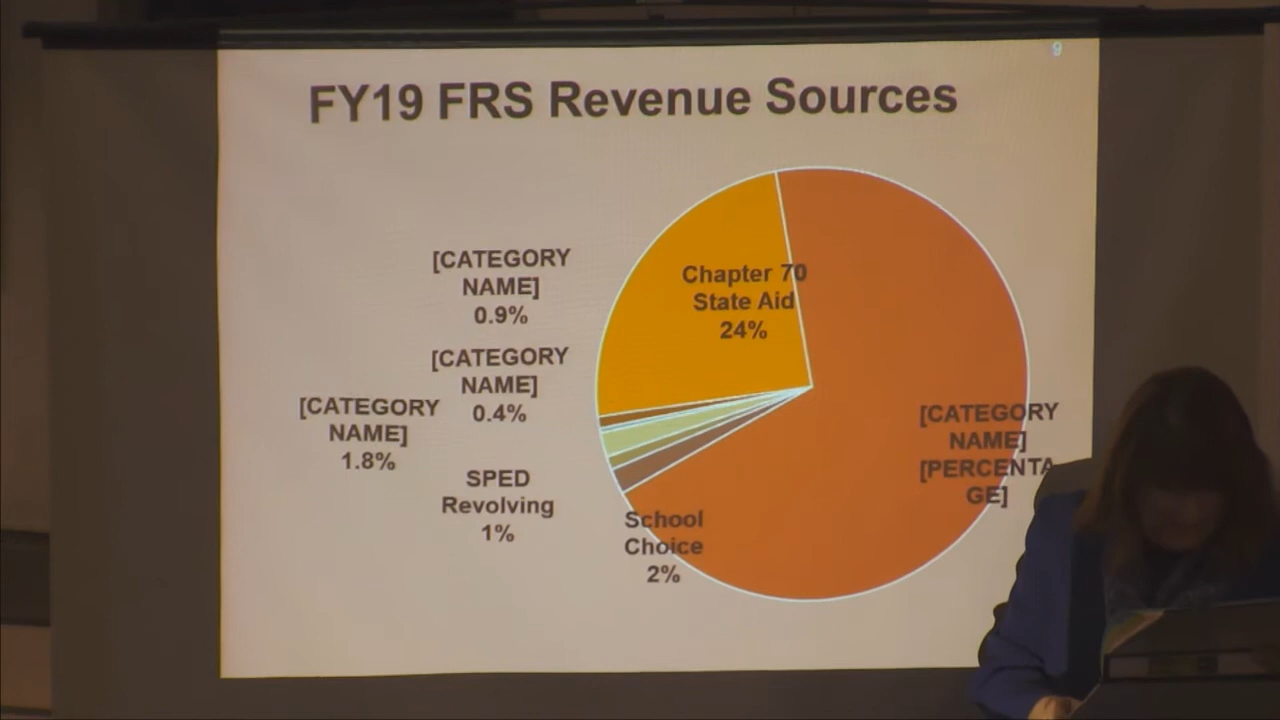 9
FY19 FRS Revenue Sources
[CATEGORY
NAME]
0.9%
Chapter 70
State Aid
24%
[CATEGORY
NAME]
0.4%
[CATEGORY
NAME]
1.8%
[CATEGORY
NAME]
[PERCENTA
GE]
SPED
Revolving
1%
School
Choice
2%